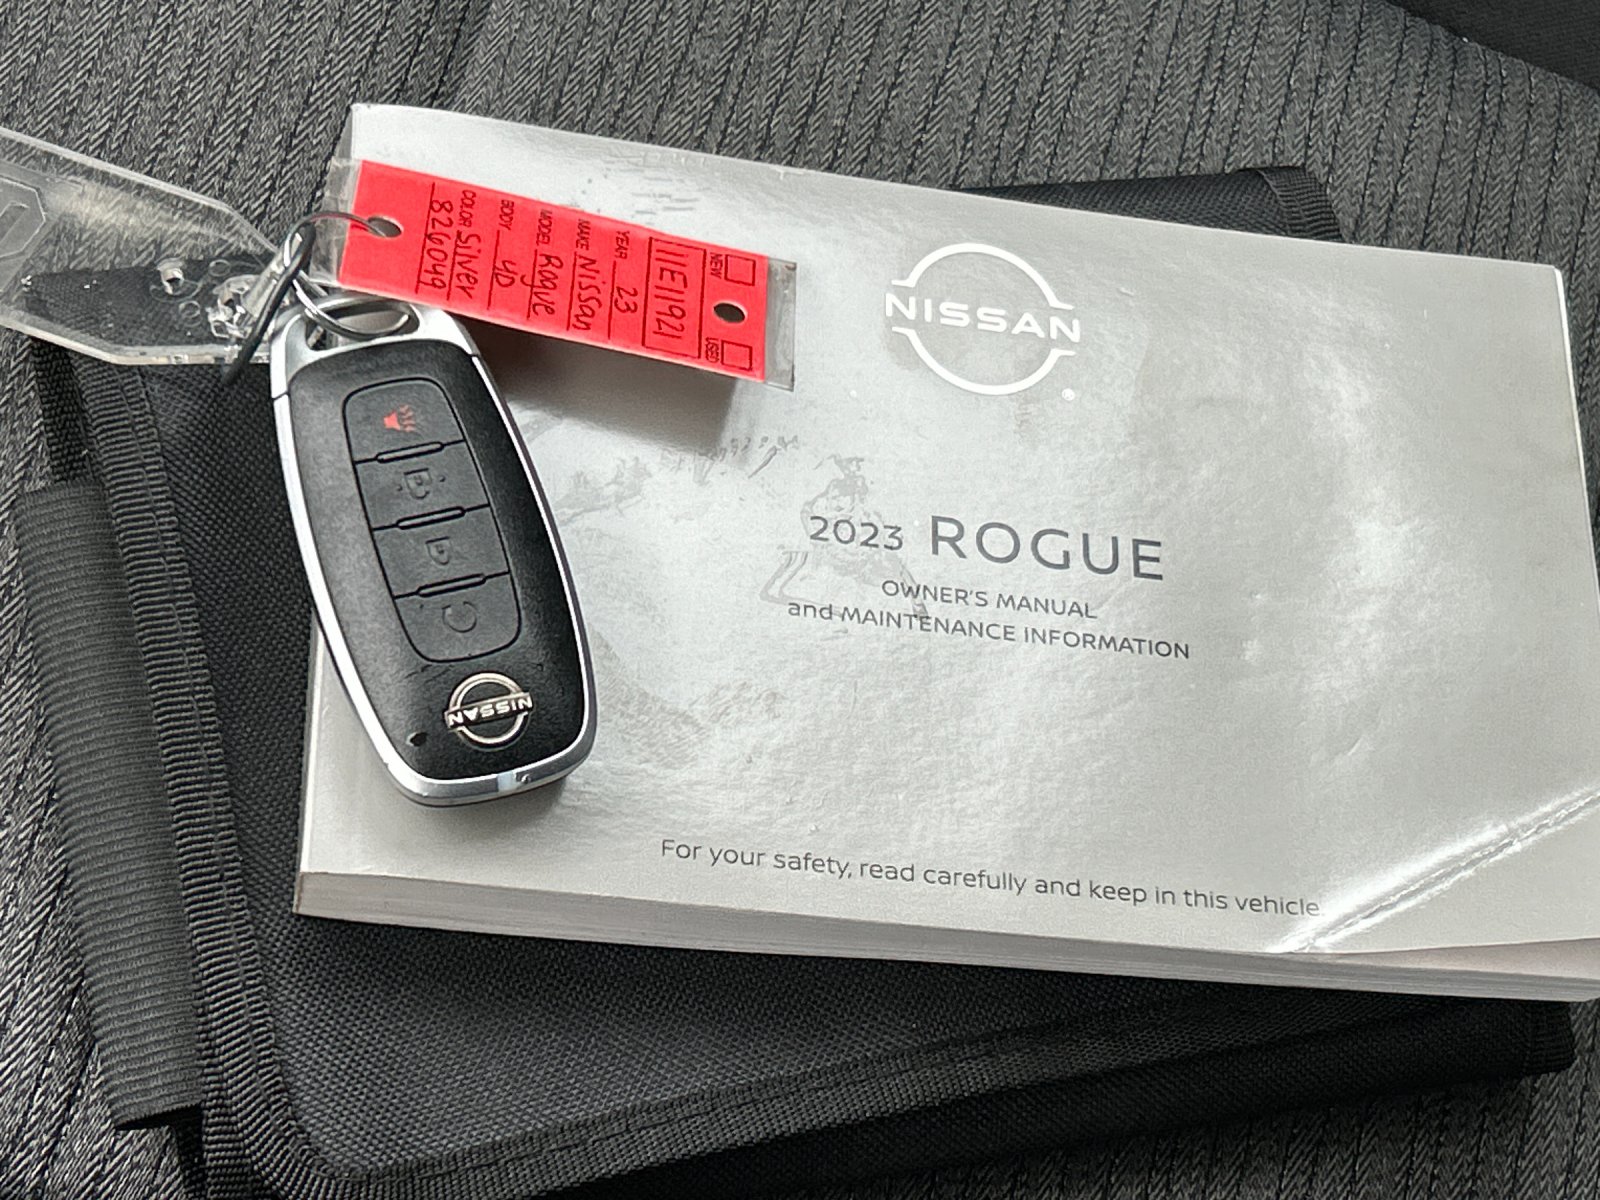 NEW
USED
111E11921
YEAR 23
MAKE Nissan
MODEL Rogue
BODY 4D
COLOR Silver
826049
NISSAN
®
2023 ROGUE
OWNER'S MANUAL
and MAINTENANCE INFORMATION
For your safety, read carefully and keep in this vehicle.
NISSAN